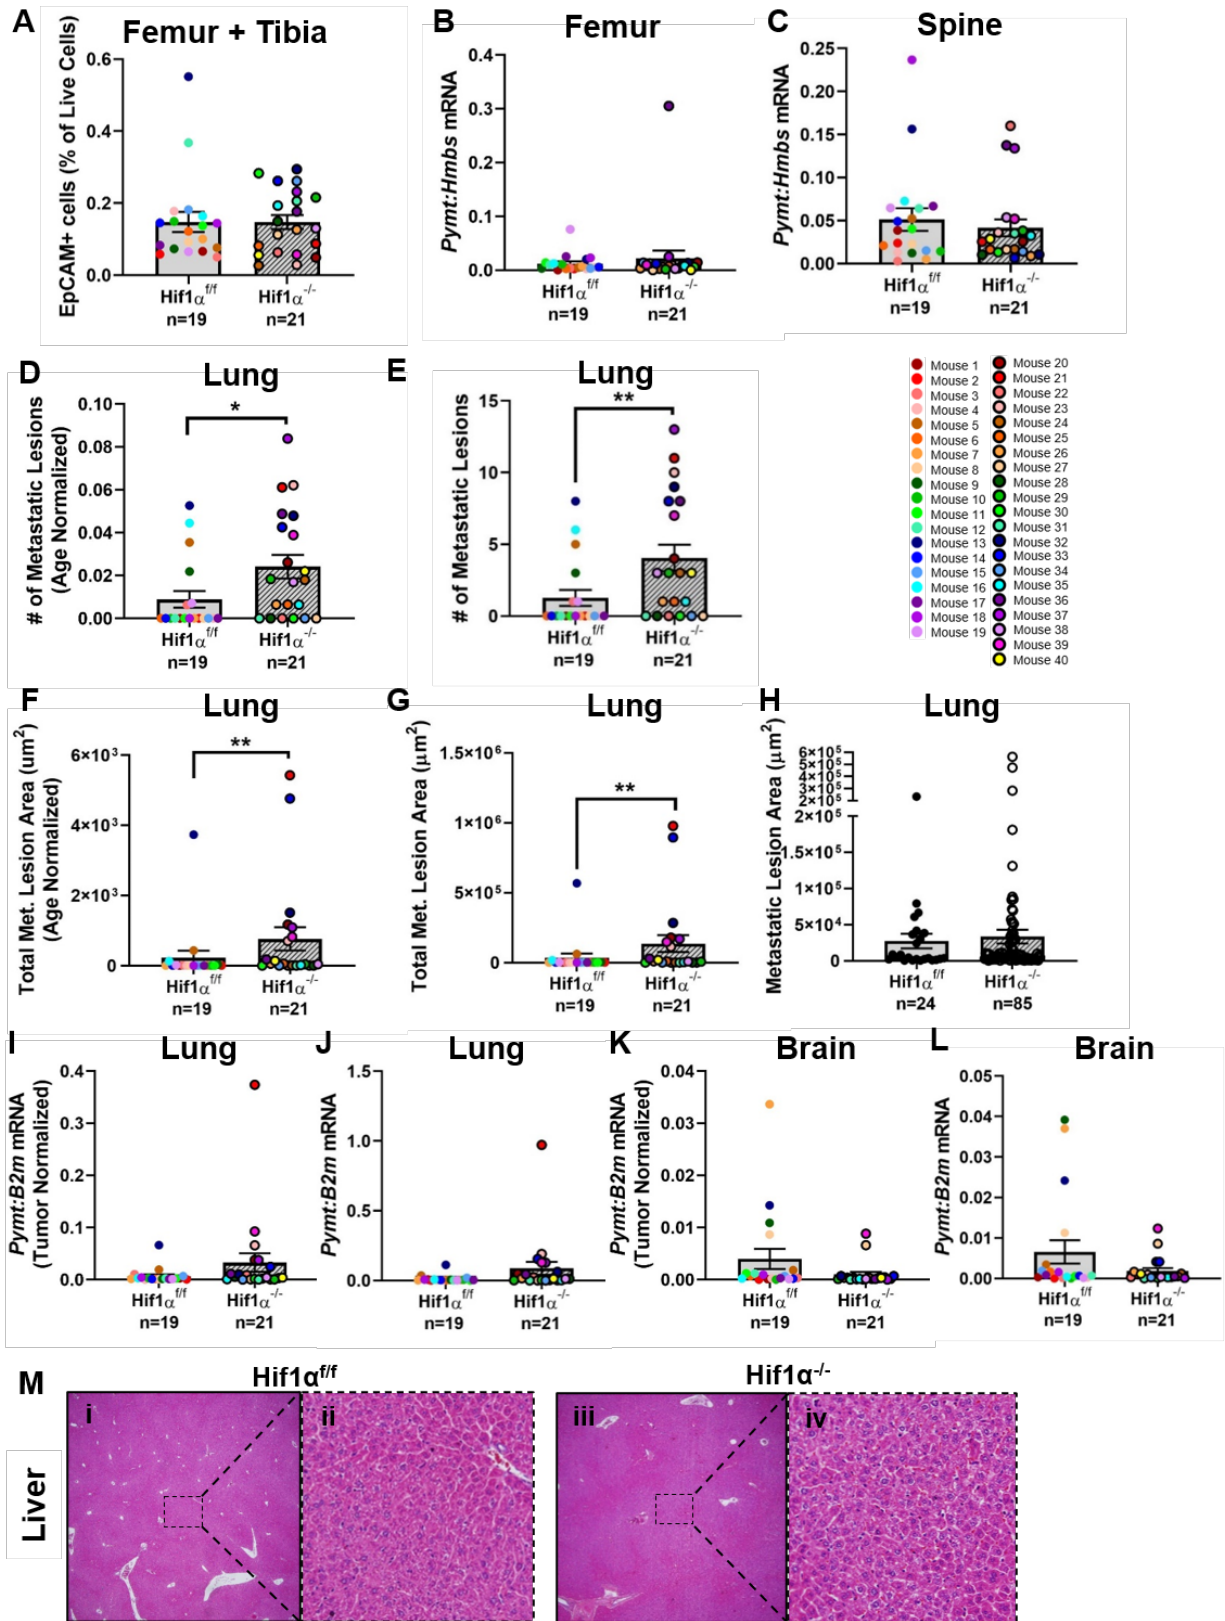 A
Femur + Tibia
EpCAM+ cells (% of Live Cells)
0.6
0.4
0.2
0.0
Hif1α^f/f
n=19
Hif1α^-/-
n=21
B
Femur
Pymt:Hmbs mRNA
0.4
0.3
0.2
0.1
0.0
Hif1α^f/f
n=19
Hif1α^-/-
n=21
C
Spine
Pymt:Hmbs mRNA
0.25
0.20
0.15
0.10
0.05
0.00
Hif1α^f/f
n=19
Hif1α^-/-
n=21
D
Lung
# of Metastatic Lesions
(Age Normalized)
0.10
0.08
0.06
0.04
0.02
0.00
*
Hif1α^f/f
n=19
Hif1α^-/-
n=21
E
Lung
# of Metastatic Lesions
15
10
5
0
**
Hif1α^f/f
n=19
Hif1α^-/-
n=21
Mouse 1
Mouse 2
Mouse 3
Mouse 4
Mouse 5
Mouse 6
Mouse 7
Mouse 8
Mouse 9
Mouse 10
Mouse 11
Mouse 12
Mouse 13
Mouse 14
Mouse 15
Mouse 16
Mouse 17
Mouse 18
Mouse 19
Mouse 20
Mouse 21
Mouse 22
Mouse 23
Mouse 24
Mouse 25
Mouse 26
Mouse 27
Mouse 28
Mouse 29
Mouse 30
Mouse 31
Mouse 32
Mouse 33
Mouse 34
Mouse 35
Mouse 36
Mouse 37
Mouse 38
Mouse 39
Mouse 40
F
Lung
Total Met. Lesion Area (um²)
(Age Normalized)
6×10³
4×10³
2×10³
0
**
Hif1α^f/f
n=19
Hif1α^-/-
n=21
G
Lung
Total Met. Lesion Area (μm²)
1.5×10⁶
1×10⁶
5×10⁵
0
**
Hif1α^f/f
n=19
Hif1α^-/-
n=21
H
Lung
Metastatic Lesion Area (μm²)
6×10⁵
5×10⁵
4×10⁵
3×10⁵
2×10⁵
2×10⁵
1.5×10⁵
1×10⁵
5×10⁴
0
Hif1α^f/f
n=24
Hif1α^-/-
n=85
I
Lung
Pymt:B2m mRNA
(Tumor Normalized)
0.4
0.3
0.2
0.1
0.0
Hif1α^f/f
n=19
Hif1α^-/-
n=21
J
Lung
Pymt:B2m mRNA
1.5
1.0
0.5
0.0
Hif1α^f/f
n=19
Hif1α^-/-
n=21
K
Brain
Pymt:B2m mRNA
(Tumor Normalized)
0.04
0.03
0.02
0.01
0.00
Hif1α^f/f
n=19
Hif1α^-/-
n=21
L
Brain
Pymt:B2m mRNA
0.05
0.04
0.03
0.02
0.01
0.00
Hif1α^f/f
n=19
Hif1α^-/-
n=21
M
Hif1α^f/f
Hif1α^-/-
Liver
i
ii
iii
iv